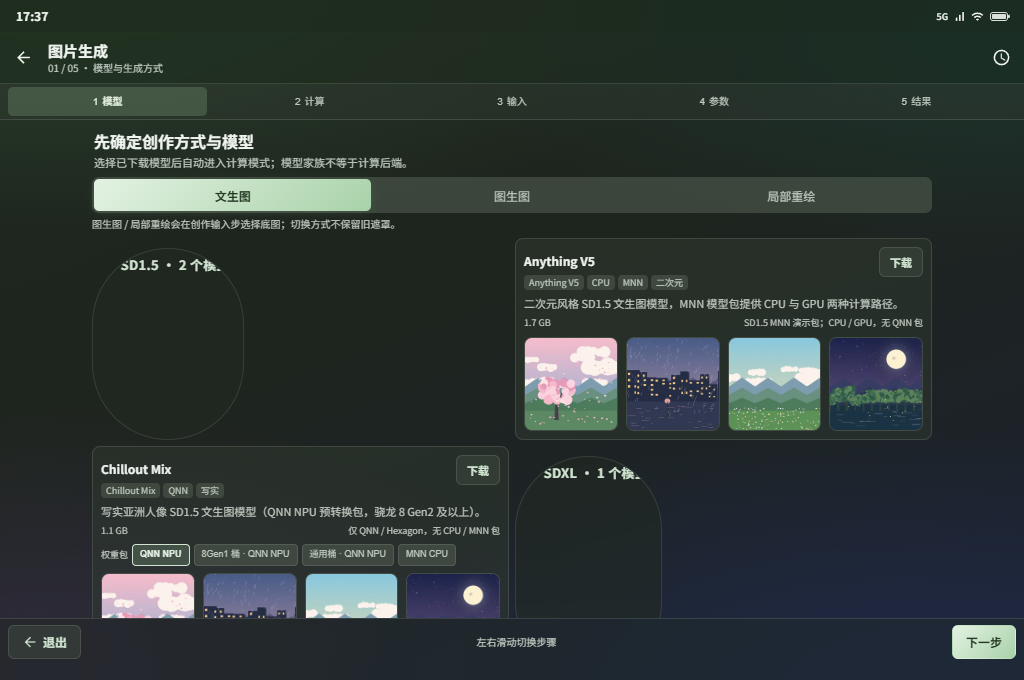 17:37
5G
图片生成
01 / 05 • 模型与生成方式
1 模型
2 计算
3 输入
4 参数
5 结果
先确定创作方式与模型
选择已下载模型后自动进入计算模式；模型家族不等于计算后端。
文生图
图生图
局部重绘
图生图 / 局部重绘会在创作输入步选择底图；切换方式不保留旧遮罩。
SD1.5 • 2 个
Anything V5
下载
Anything V5 CPU MNN 二次元
二次元风格 SD1.5 文生图模型，MNN 模型包提供 CPU 与 GPU 两种计算路径。
1.7 GB
SD1.5 MNN 演示包；CPU / GPU，无 QNN 包
Chillout Mix
下载
Chillout Mix QNN 写实
写实亚洲人像 SD1.5 文生图模型（QNN NPU 预转换包，骁龙 8 Gen2 及以上）。
1.1 GB
仅 QNN / Hexagon，无 CPU / MNN 包
权重包 QNN NPU 8Gen1 桶 · QNN NPU 通用桶 · QNN NPU MNN CPU
SDXL • 1 个
退出
左右滑动切换步骤
下一步